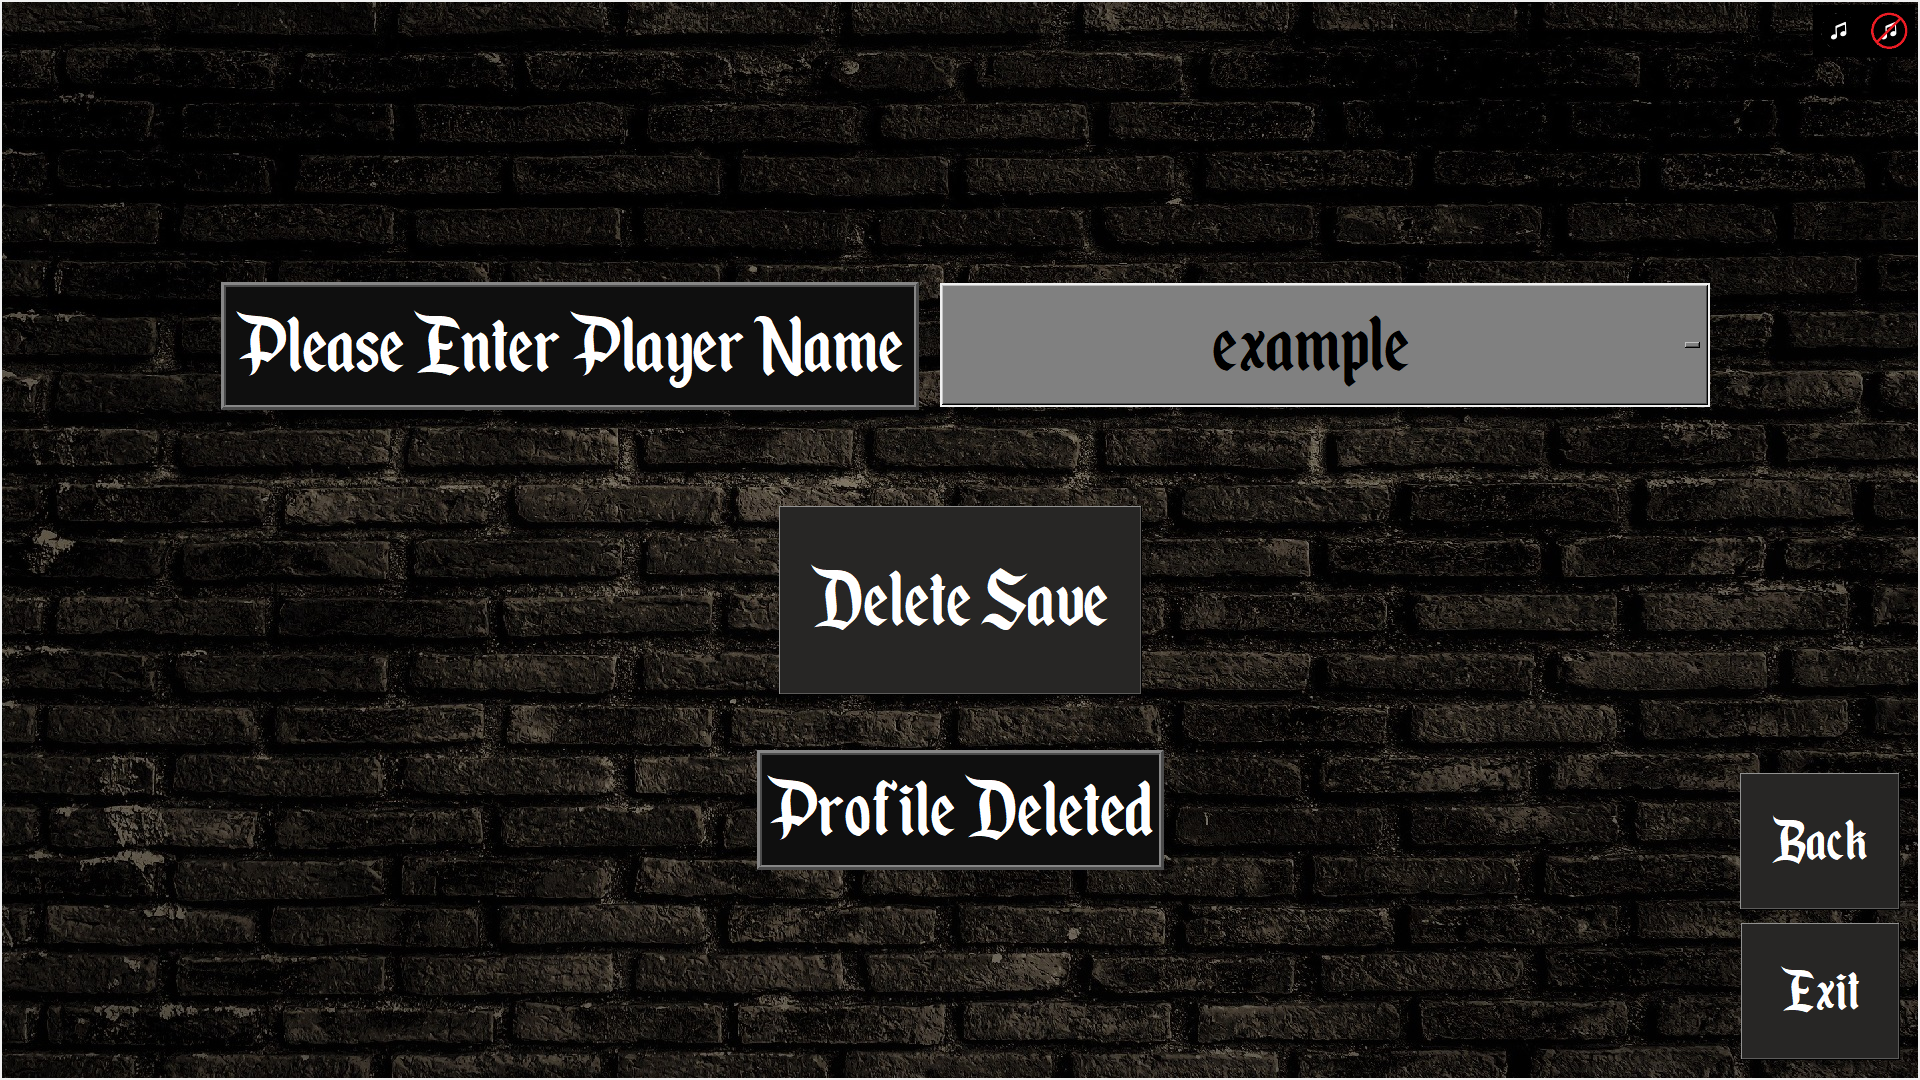 Please Enter Player Name
example
Delete Save
Profile Deleted
Back
Exit